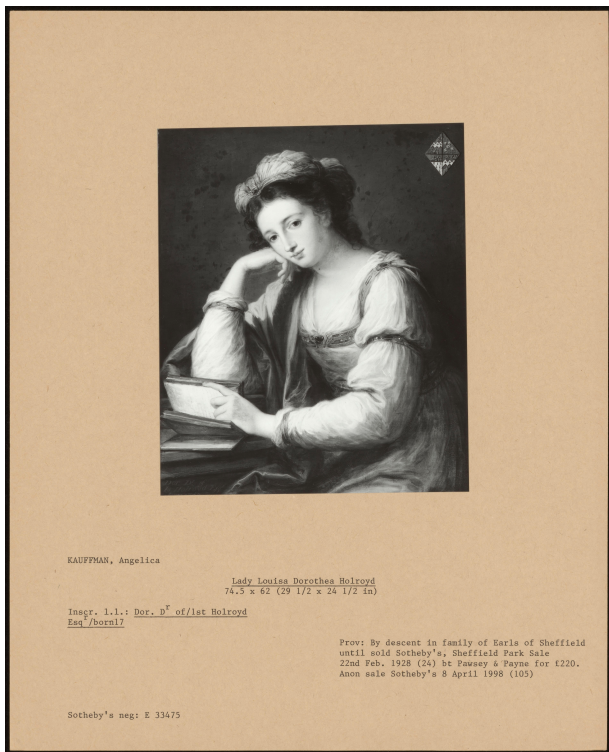 KAUFFMAN, Angelica
Lady Louisa Dorothea Holroyd
74.5 x 62 (29 1/2 x 24 1/2 in)
Inscr. l.l.: Dor. Dr of/1st Holroyd
Esqr/born17
Prov: By descent in family of Earls of Sheffield
until sold Sotheby's, Sheffield Park Sale
22nd Feb. 1928 (24) bt Pawsey & Payne for £220.
Anon sale Sotheby's 8 April 1998 (105)
Sotheby's neg: E 33475